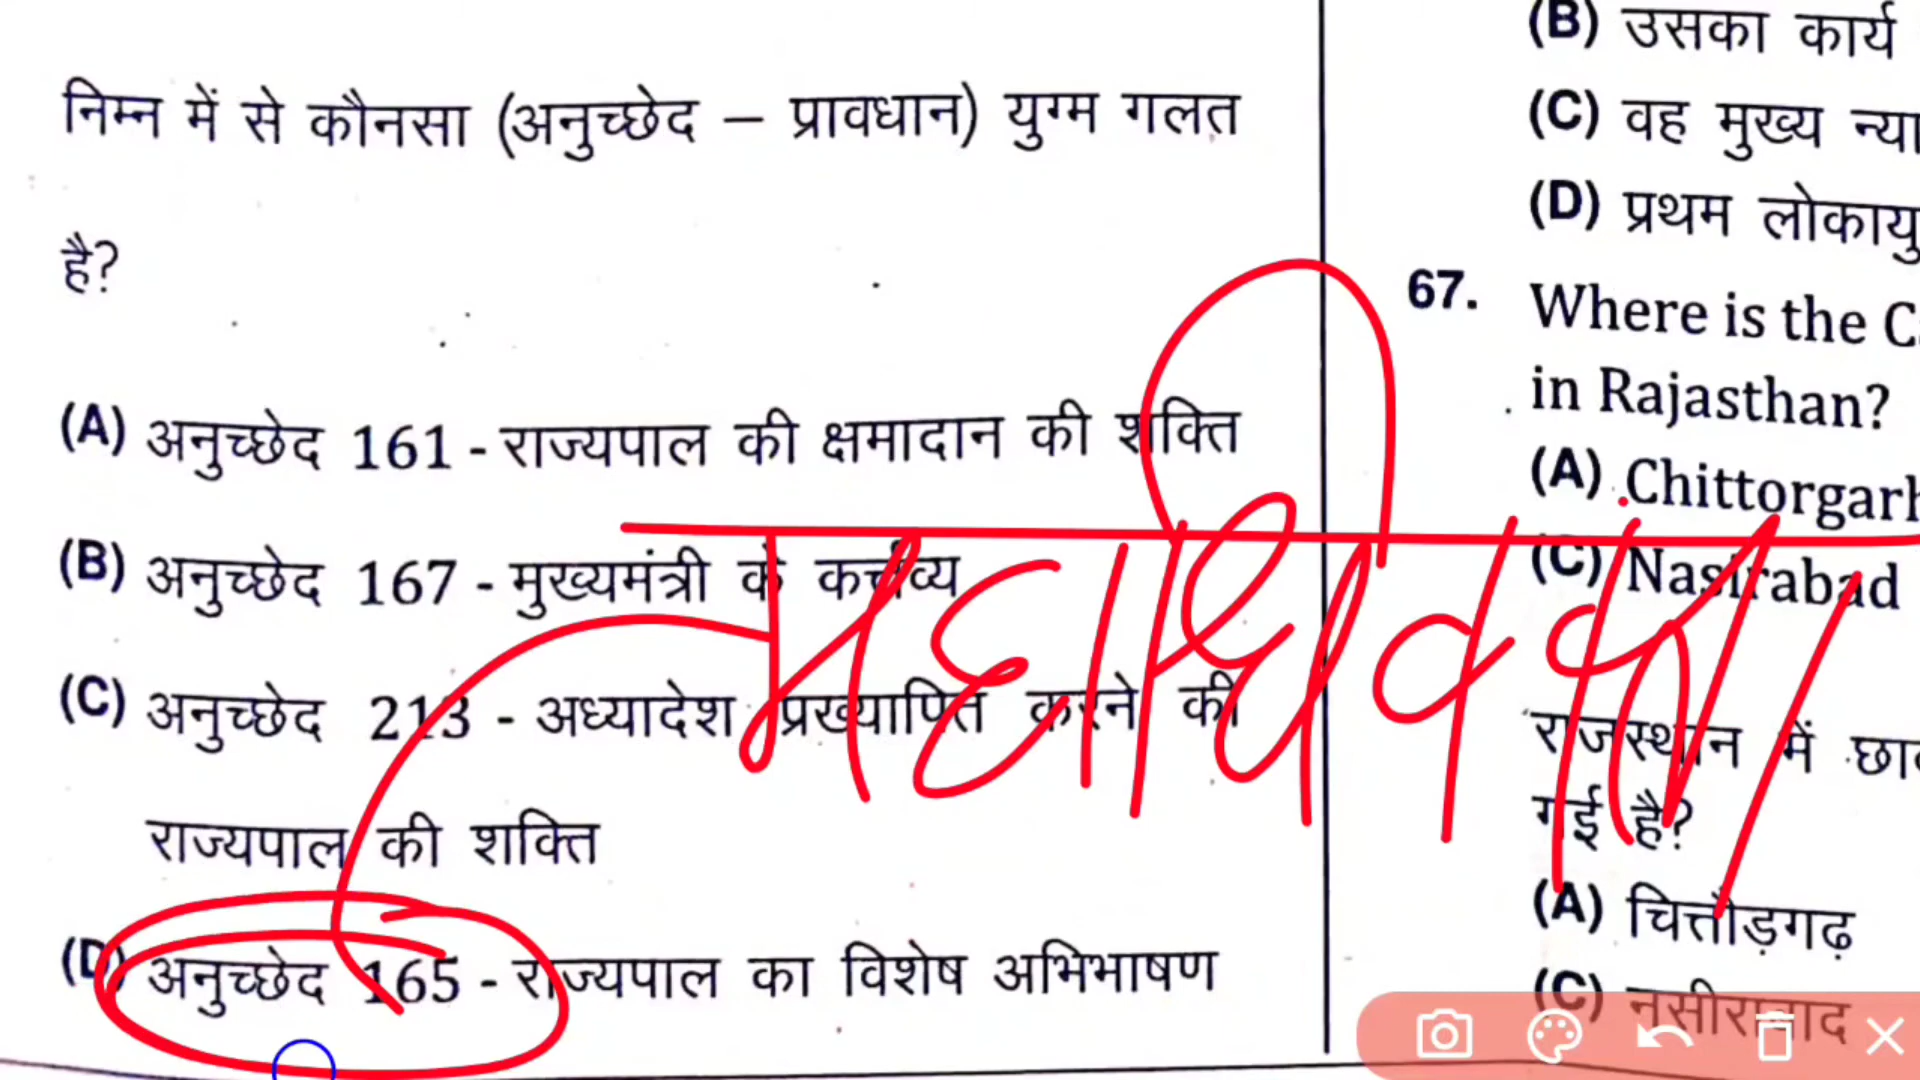 निम्न में से कौनसा (अनुच्छेद – प्रावधान) युग्म गलत
है?
(A) अनुच्छेद 161 - राज्यपाल की क्षमादान की शक्ति
(B) अनुच्छेद 167 - मुख्यमंत्री के कर्त्तव्य
(C) अनुच्छेद 213 - अध्यादेश प्रख्यापित करने की
राज्यपाल की शक्ति
(D) अनुच्छेद 165 - राज्यपाल का विशेष अभिभाषण
महाधिवक्ता
(B) उसका कार्य
(C) वह मुख्य
(D) प्रथम
67. Where is the
in Rajasthan?
(A) Chittorgarh
(C) Nasirabad
राजस्थान में
गई है?
(A) चित्तौड़गढ़
(C) नसीराबाद